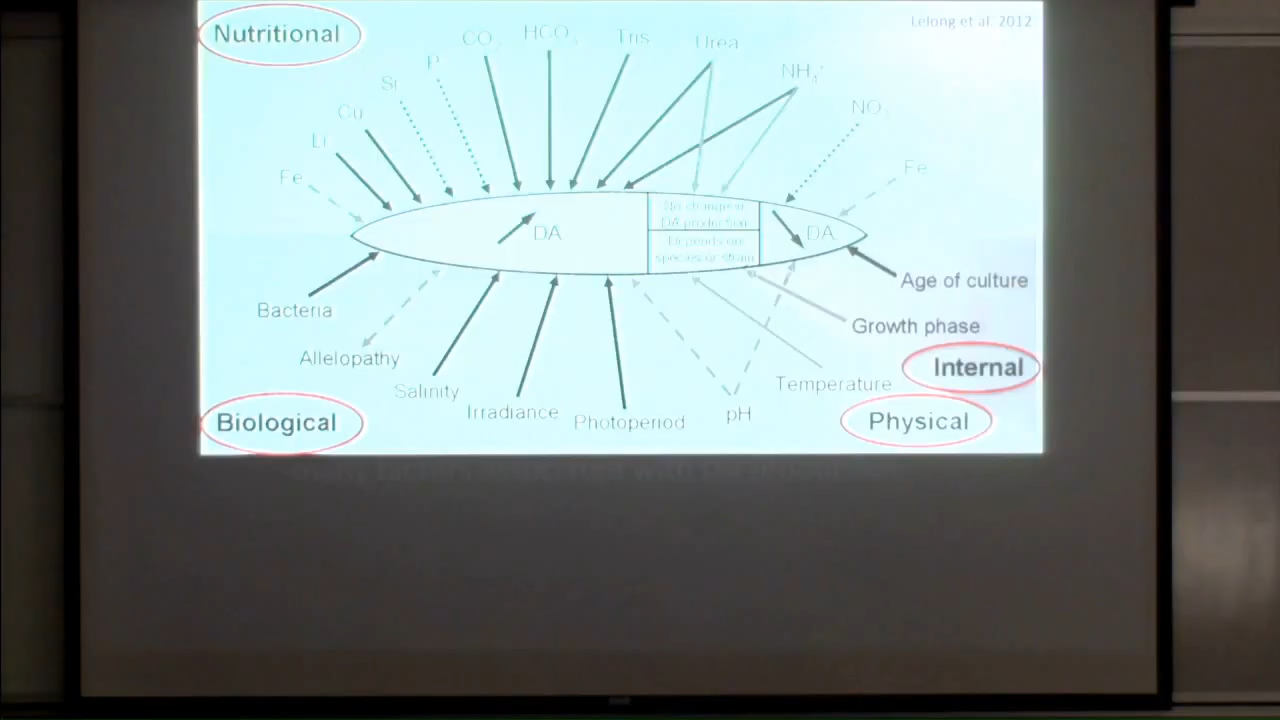 Nutritional
Lelong et al. 2012
CO2
HCO3
Tris
Urea
P
NH4+
Si
NO3
Cu
Li
Fe
Fe
No change in
DA production
DA
DA
Depends on
species or strain
Age of culture
Bacteria
Growth phase
Allelopathy
Internal
Temperature
Salinity
Irradiance
pH
Photoperiod
Biological
Physical